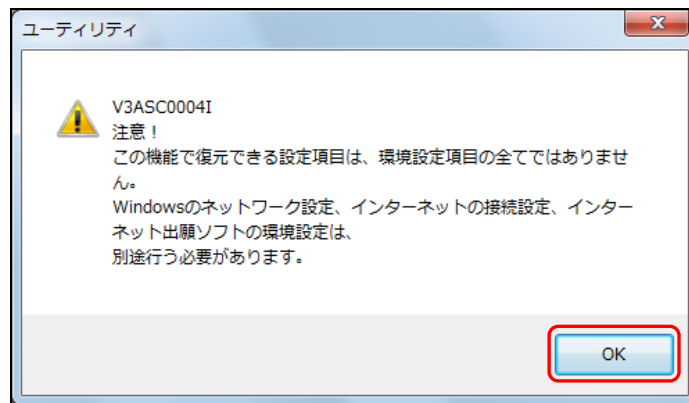 ユーティリティ
V3ASC0004I
注意！
この機能で復元できる設定項目は、環境設定項目の全てではありませ
ん。
Windowsのネットワーク設定、インターネットの接続設定、インター
ネット出願ソフトの環境設定は、
別途行う必要があります。
OK